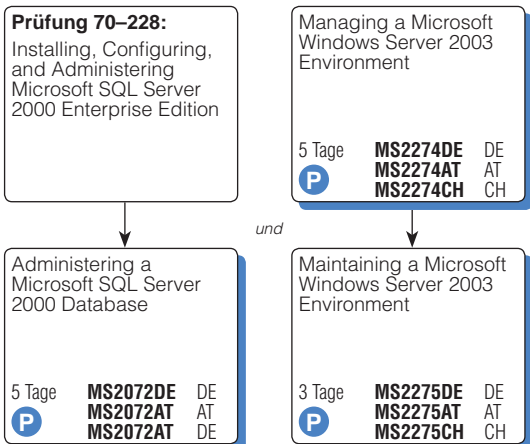 Prüfung 70–228:
Installing, Configuring,
and Administering
Microsoft SQL Server
2000 Enterprise Edition
Managing a Microsoft
Windows Server 2003
Environment
5 Tage MS2274DE DE
P MS2274AT AT
MS2274CH CH
und
Administering a
Microsoft SQL Server
2000 Database
5 Tage MS2072DE DE
P MS2072AT AT
MS2072AT DE
Maintaining a Microsoft
Windows Server 2003
Environment
3 Tage MS2275DE DE
P MS2275AT AT
MS2275CH CH